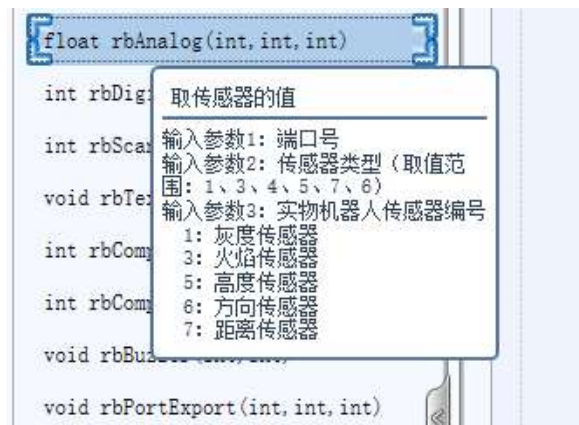 float rbAnalog(int,int,int)
int rbDig
取传感器的值
输入参数1: 端口号
int rbScan
输入参数2: 传感器类型（取值范
围: 1、3、4、5、7、6）
void rbTe
输入参数3: 实物机器人传感器编号
1: 灰度传感器
int rbCom
3: 火焰传感器
5: 高度传感器
int rbCom
6: 方向传感器
7: 距离传感器
void rbBu
void rbPortExport(int,int,int)